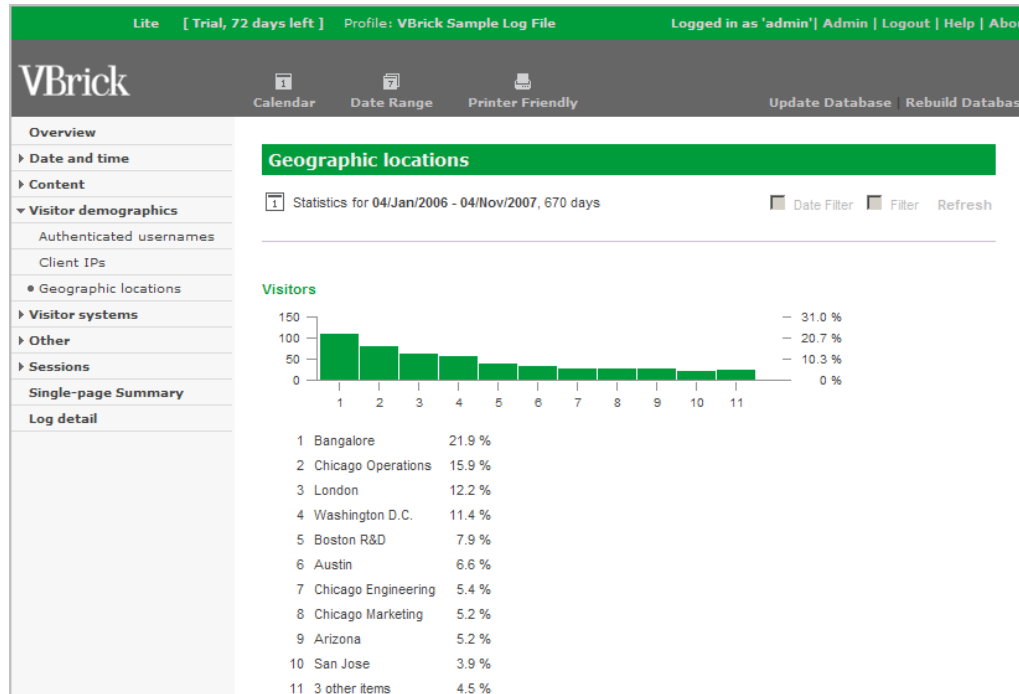 Lite [ Trial, 72 days left ] Profile: VBrick Sample Log File Logged in as 'admin'| Admin | Logout | Help |
VBrick
1 7
Calendar Date Range Printer Friendly Update Database | Rebuild
Overview
Date and time
Content
Visitor demographics
Authenticated usernames
Client IPs
Geographic locations
Visitor systems
Other
Sessions
Single-page Summary
Log detail
Geographic locations
1 Statistics for 04/Jan/2006 - 04/Nov/2007, 670 days Date Filter Filter Refresh
Visitors
150 31.0 %
100 20.7 %
50 10.3 %
0 0 %
1 2 3 4 5 6 7 8 9 10 11
1 Bangalore 21.9 %
2 Chicago Operations 15.9 %
3 London 12.2 %
4 Washington D.C. 11.4 %
5 Boston R&D 7.9 %
6 Austin 6.6 %
7 Chicago Engineering 5.4 %
8 Chicago Marketing 5.2 %
9 Arizona 5.2 %
10 San Jose 3.9 %
11 3 other items 4.5 %